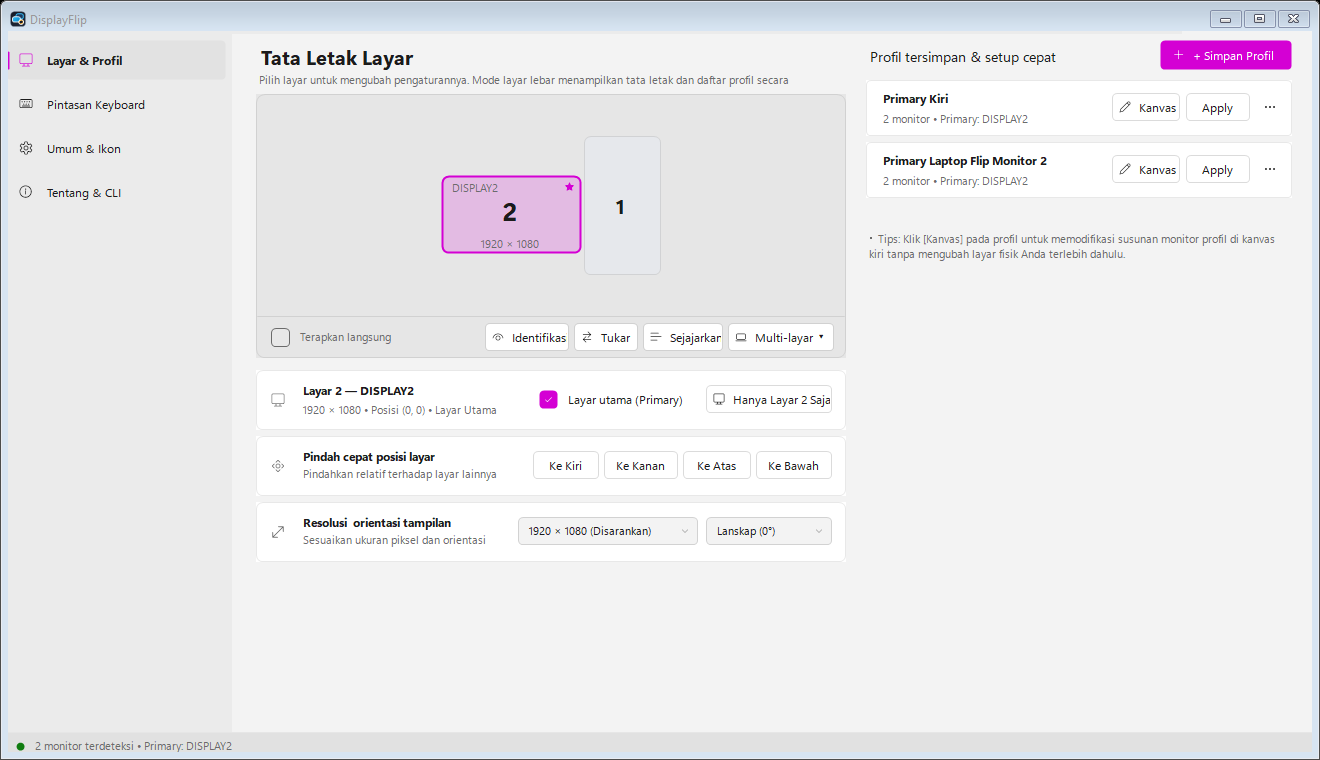 DisplayFlip
Layar & Profil
Pintasan Keyboard
Umum & Ikon
Tentang & CLI
Tata Letak Layar
Pilih layar untuk mengubah pengaturannya. Mode layar lebar menampilkan tata letak dan daftar profil secara
DISPLAY2
2
1920 × 1080
1
Terapkan langsung
Identifikas
Tukar
Sejajarkan
Multi-layar
Layar 2 — DISPLAY2
1920 × 1080 • Posisi (0, 0) • Layar Utama
Layar utama (Primary)
Hanya Layar 2 Saja
Pindah cepat posisi layar
Pindahkan relatif terhadap layar lainnya
Ke Kiri
Ke Kanan
Ke Atas
Ke Bawah
Resolusi  orientasi tampilan
Sesuaikan ukuran piksel dan orientasi
1920 × 1080 (Disarankan)
Lanskap (0°)
Profil tersimpan & setup cepat
+ Simpan Profil
Primary Kiri
2 monitor • Primary: DISPLAY2
Kanvas
Apply
Primary Laptop Flip Monitor 2
2 monitor • Primary: DISPLAY2
Kanvas
Apply
• Tips: Klik [Kanvas] pada profil untuk memodifikasi susunan monitor profil di kanvas
kiri tanpa mengubah layar fisik Anda terlebih dahulu.
2 monitor terdeteksi • Primary: DISPLAY2